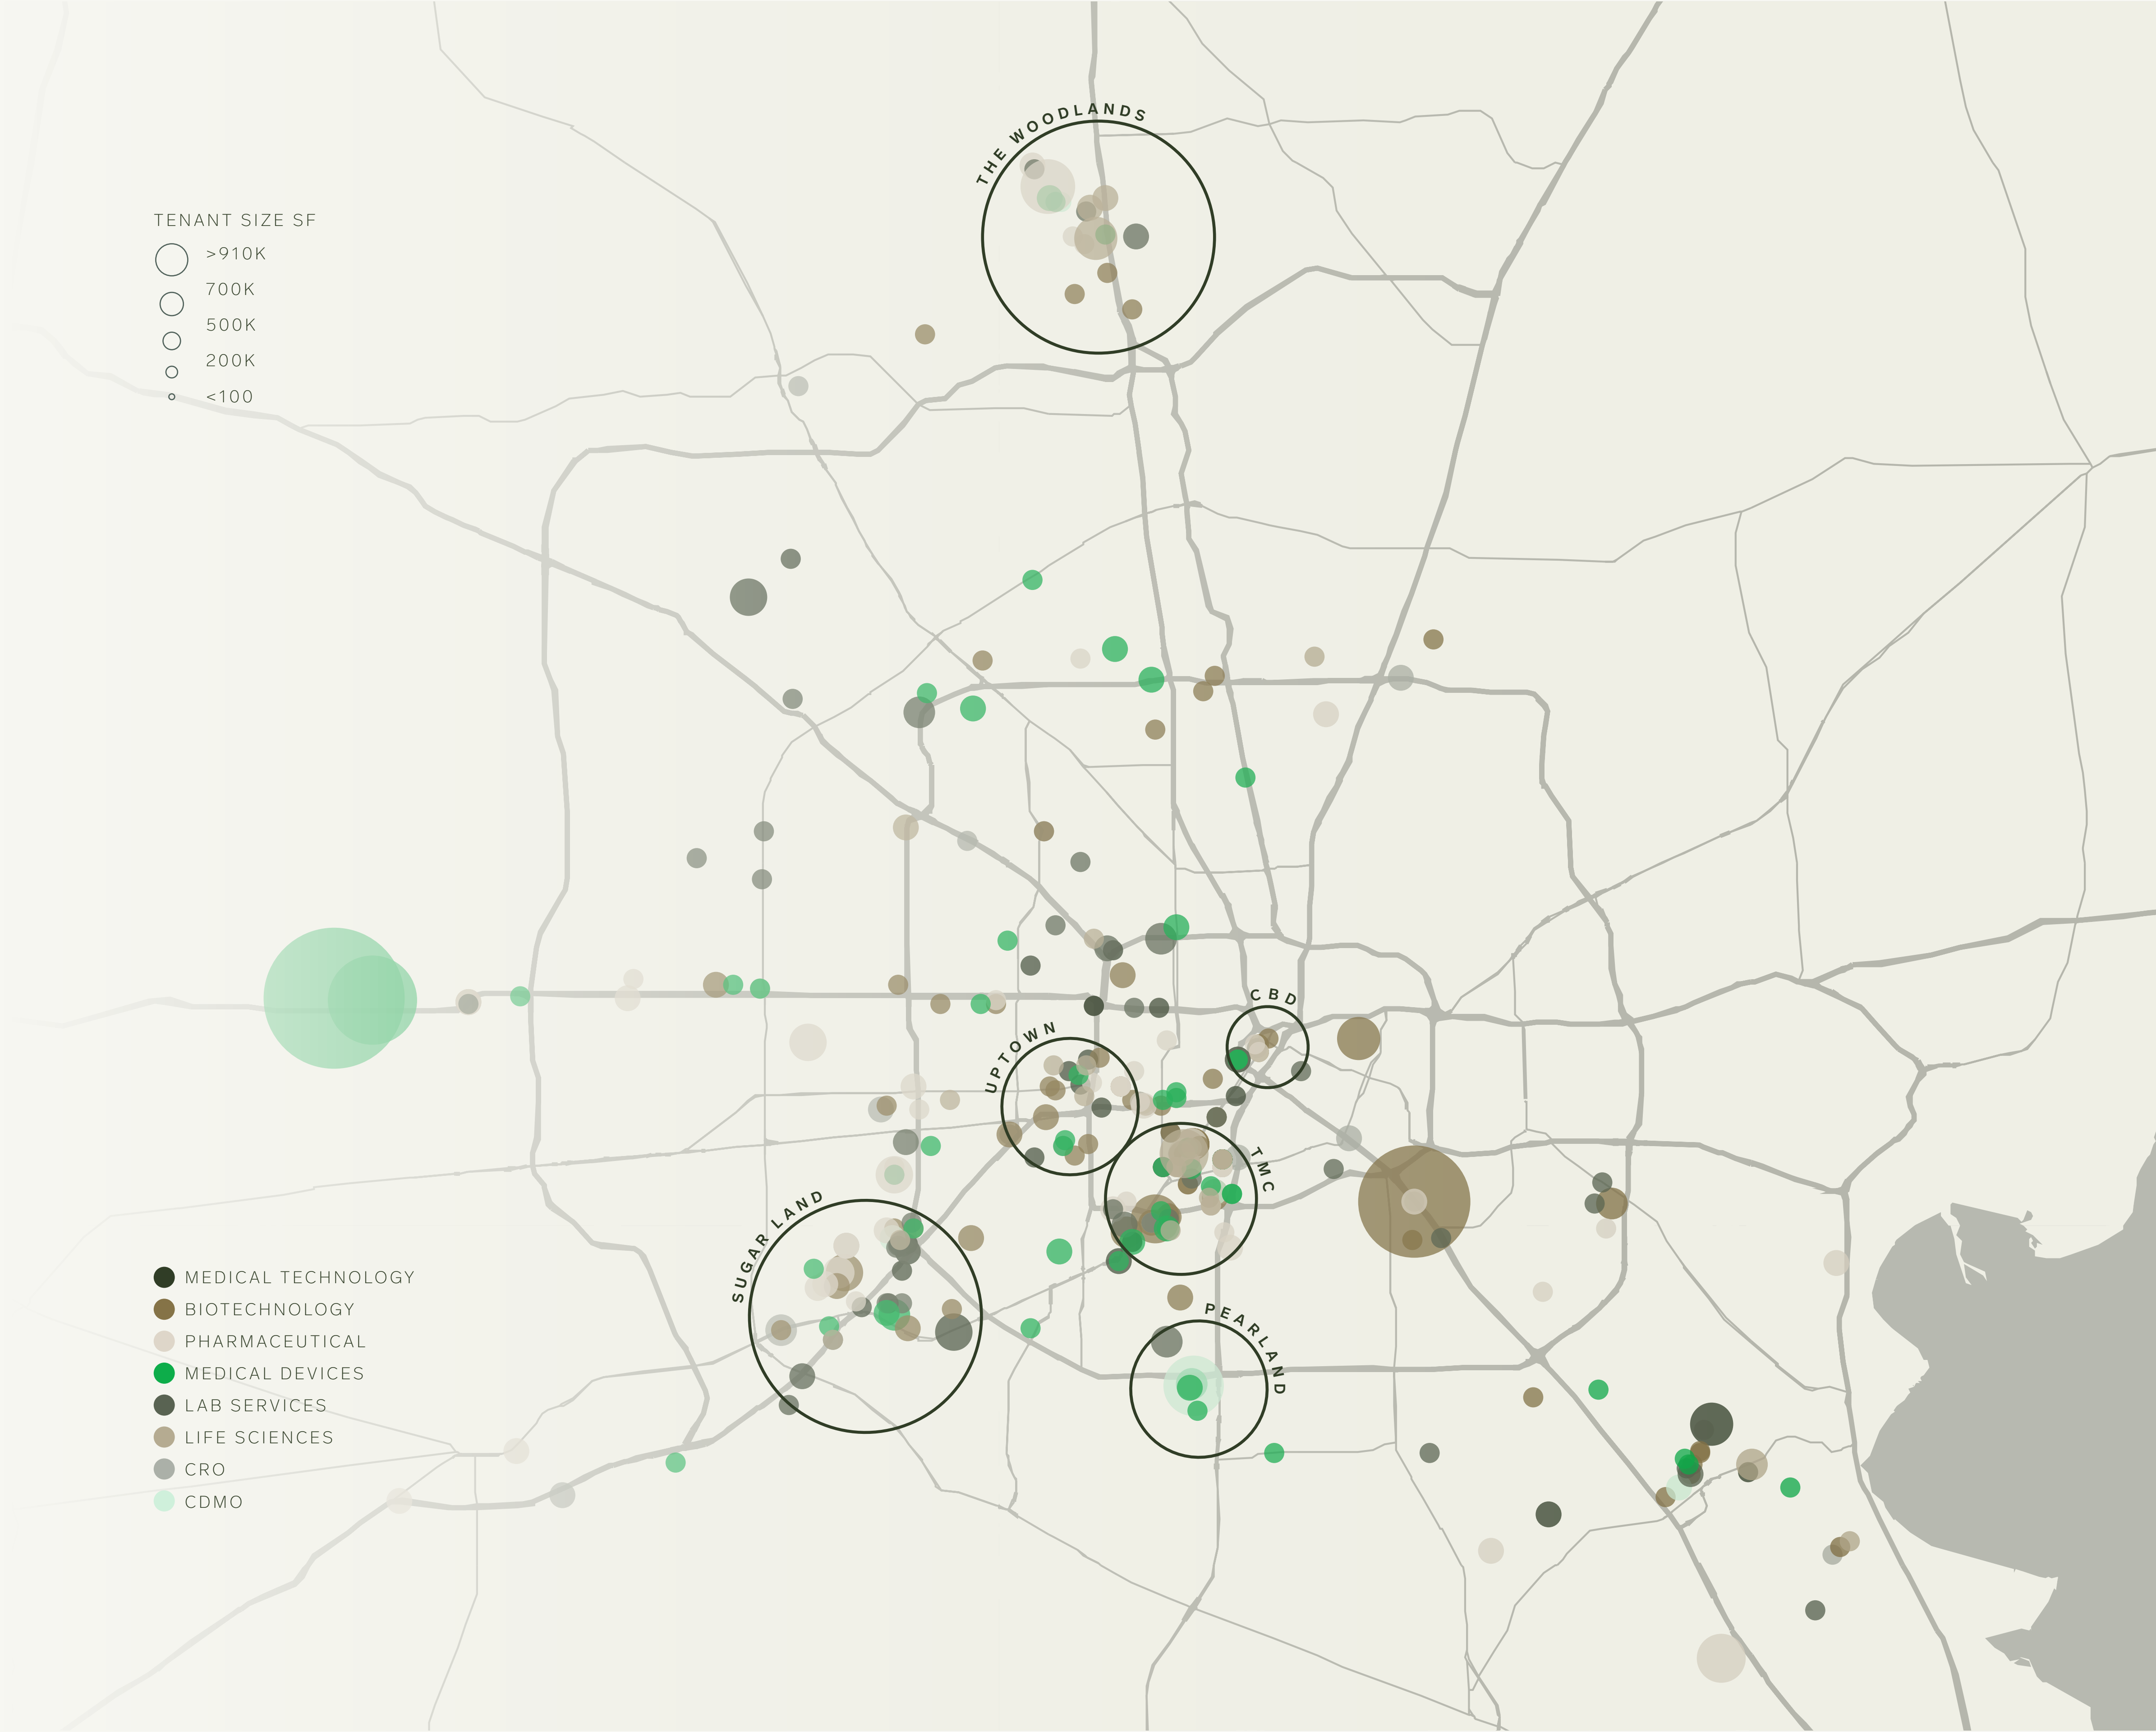 THE WOODLANDS
TENANT SIZE SF
>910K
700K
500K
200K
<100
CBD
UPTOWN
TMC
SUGAR LAND
PEARLAND
MEDICAL TECHNOLOGY
BIOTECHNOLOGY
PHARMACEUTICAL
MEDICAL DEVICES
LAB SERVICES
LIFE SCIENCES
CRO
CDMO